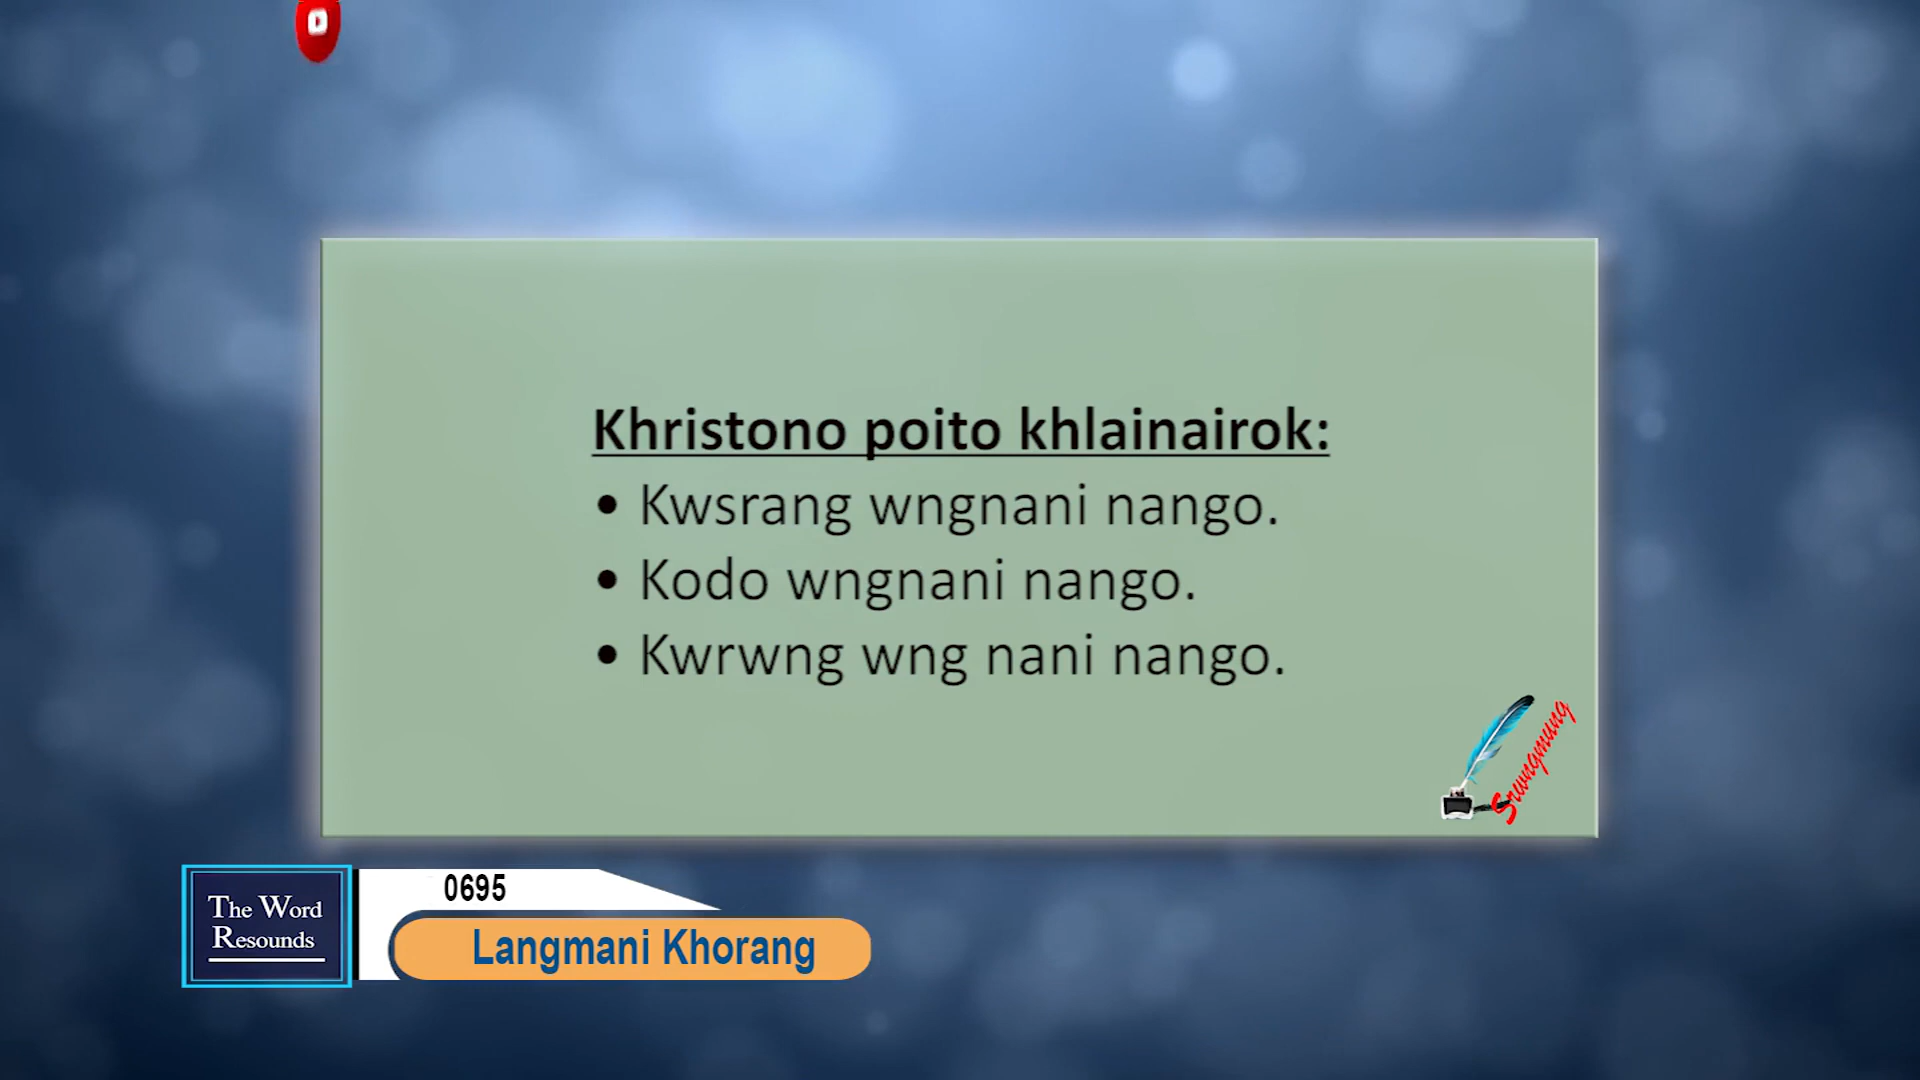 Khristono poito khlainairok:
• Kwsrang wngnani nango.
• Kodo wngnani nango.
• Kwrwng wng nani nango.
Srungmung
The Word
Resounds
0695
Langmani Khorang